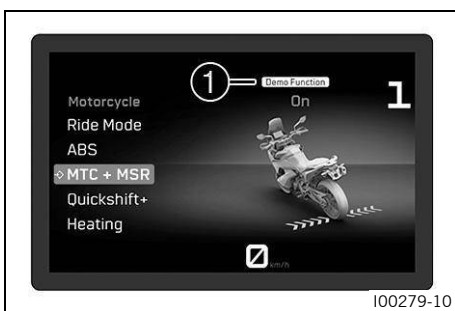 1
Demo Function
1
Motorcycle
On
Ride Mode
ABS
MTC + MSR
Quickshift+
Heating
0
km/h
I00279-10